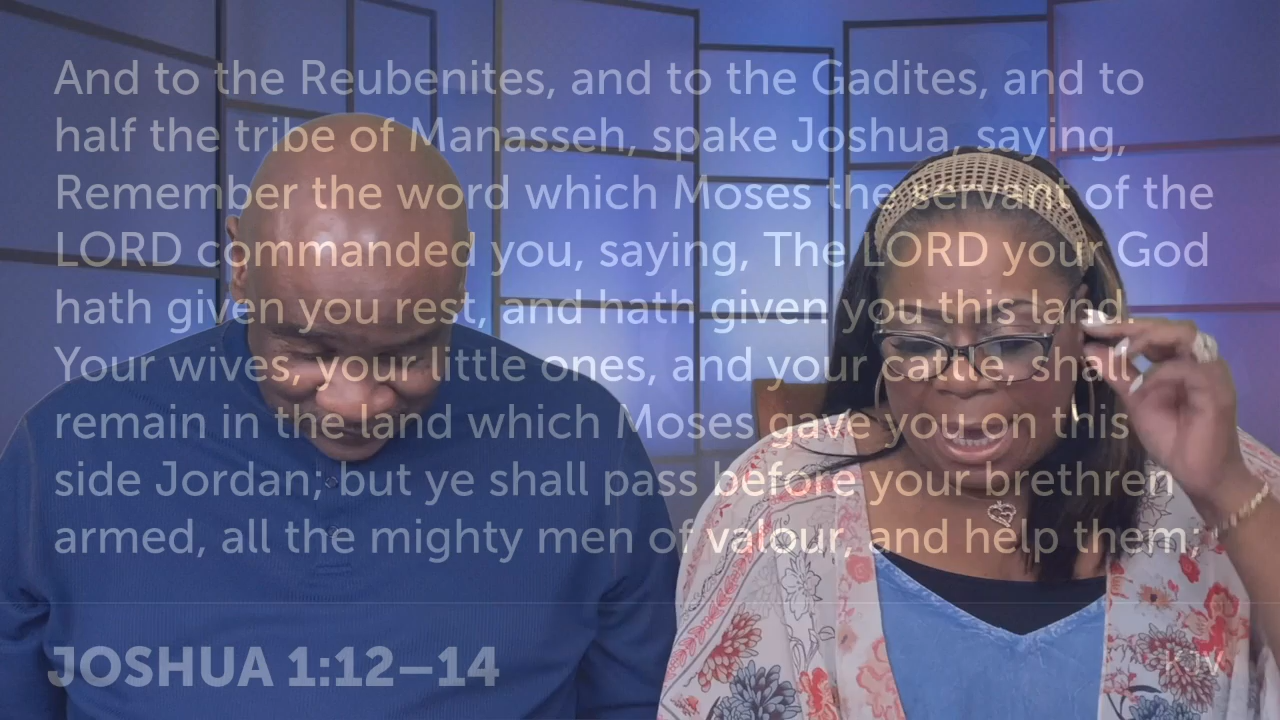 And to the Reubenites, and to the Gadites, and to
half the tribe of Manasseh, spake Joshua, saying,
Remember the word which Moses the servant of the
LORD commanded you, saying, The LORD your God
hath given you rest, and hath given you this land.
Your wives, your little ones, and your cattle, shall
remain in the land which Moses gave you on this
side Jordan; but ye shall pass before your brethren
armed, all the mighty men of valour, and help them;
JOSHUA 1:12–14
KJV